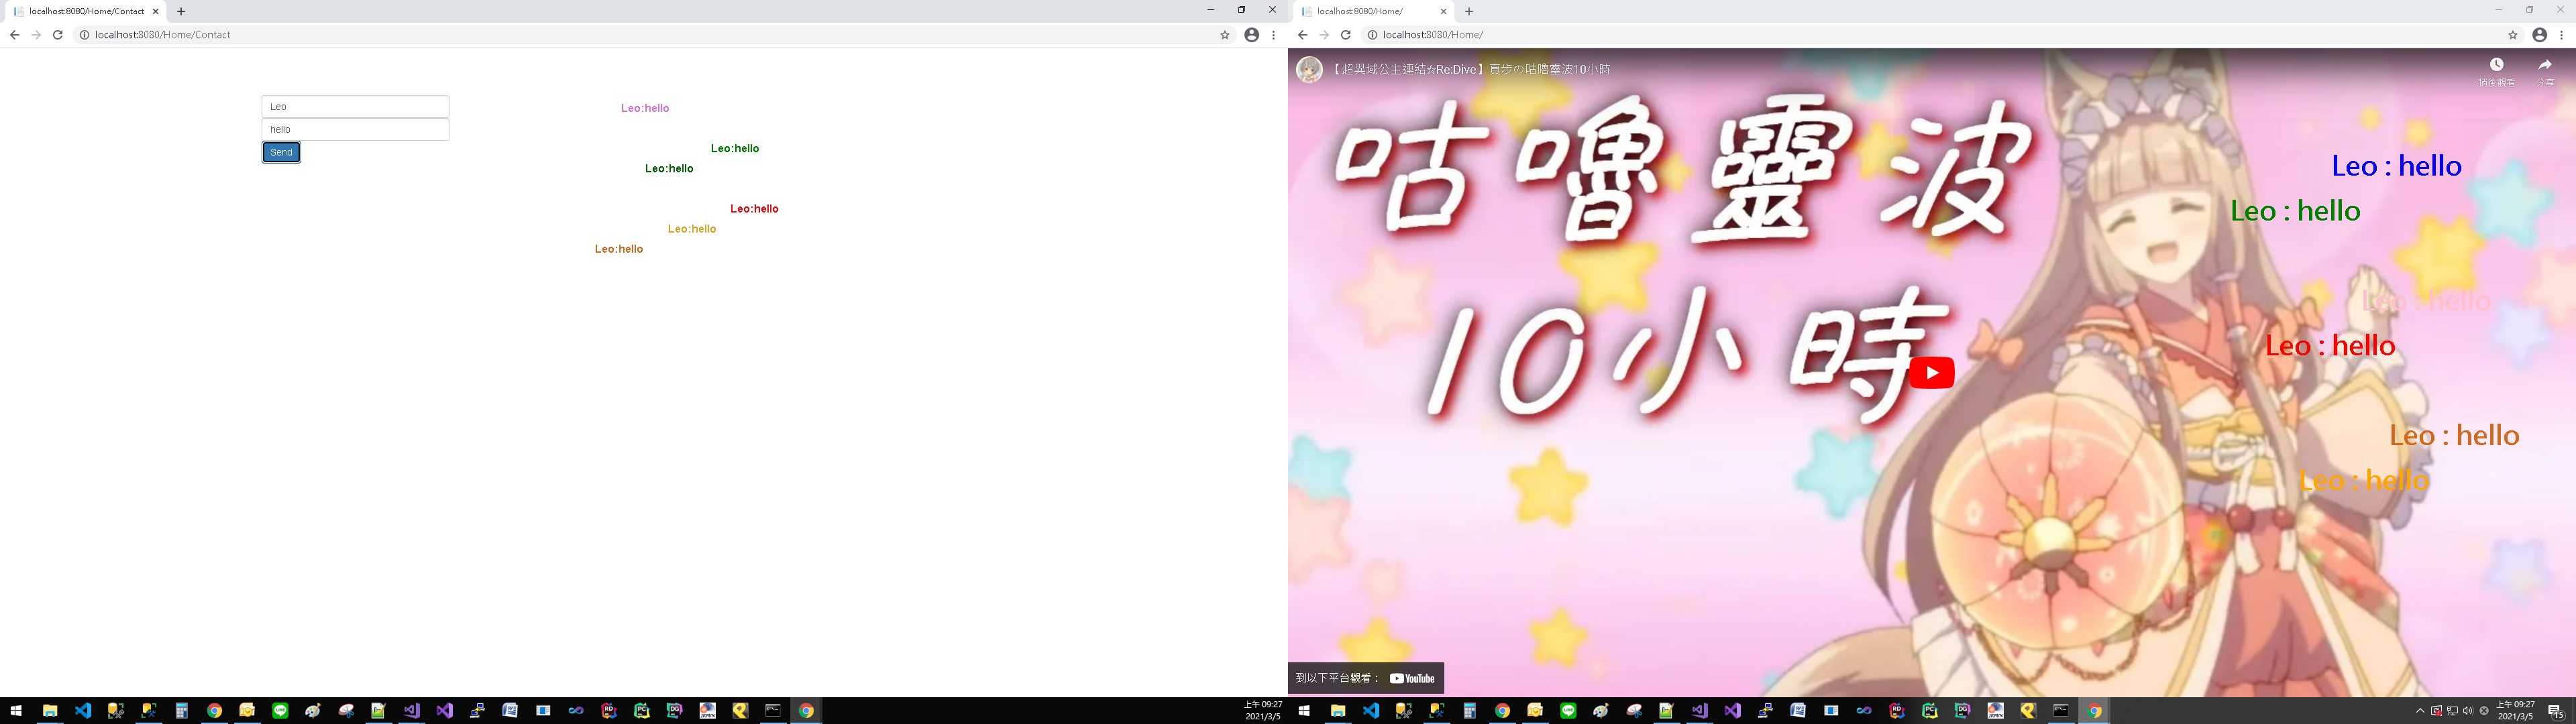 localhost:8080/Home/Contact
localhost:8080/Home/Contact
Leo
hello
Send
Leo:hello
Leo:hello
Leo:hello
Leo:hello
Leo:hello
Leo:hello
上午 09:27
2021/3/5
localhost:8080/Home/
localhost:8080/Home/
【超異域公主連結☆Re:Dive】真步の咕嚕靈波10小時
稍後觀看
分享
咕嚕靈波
10小時
Leo : hello
Leo : hello
Leo : hello
Leo : hello
Leo : hello
Leo : hello
到以下平台觀看： YouTube
上午 09:27
2021/3/5
15